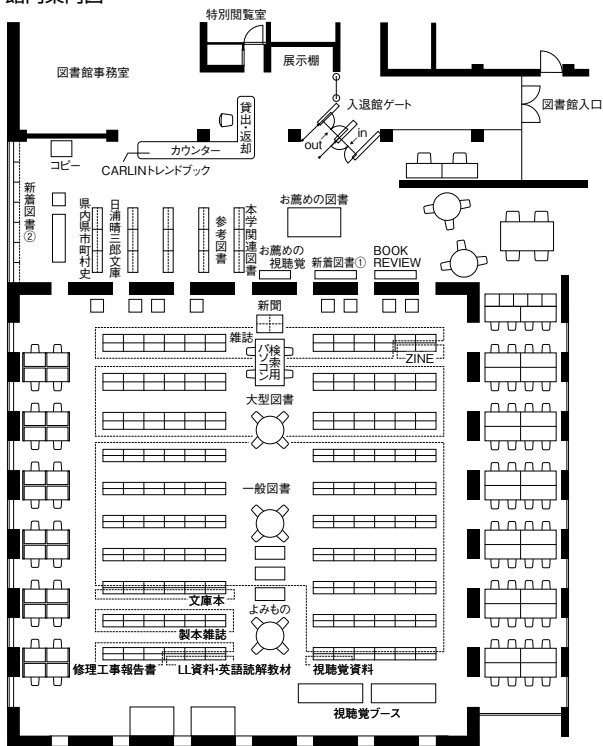 館内案内図
特別閲覧室
図書館事務室
展示棚
入退館ゲート
図書館入口
貸出・返却
out
in
カウンター
コピー
CARLINトレンドブック
新着図書②
県内県市町村史
日浦晴三郎文庫
参考図書
本学関連図書
お薦めの図書
お薦めの
視聴覚
新着図書①
BOOK
REVIEW
新聞
雑誌
検索用
パソコン
ZINE
大型図書
一般図書
文庫本
よみもの
製本雑誌
修理工事報告書
LL資料・英語読解教材
視聴覚資料
視聴覚ブース